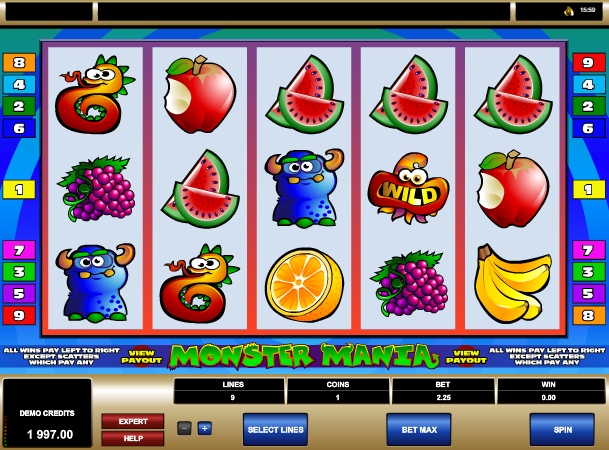 15:59
8
4
2
6
1
7
3
5
9
WILD
9
4
2
6
1
7
3
5
8
ALL WINS PAY LEFT TO RIGHT
EXCEPT SCATTERS
WHICH PAY ANY
VIEW
PAYOUT
MONSTER MANIA
VIEW
PAYOUT
ALL WINS PAY LEFT TO RIGHT
EXCEPT SCATTERS
WHICH PAY ANY
LINES
COINS
BET
WIN
9
1
2.25
0.00
DEMO CREDITS
1 997.00
EXPERT
HELP
-
+
SELECT LINES
BET MAX
SPIN